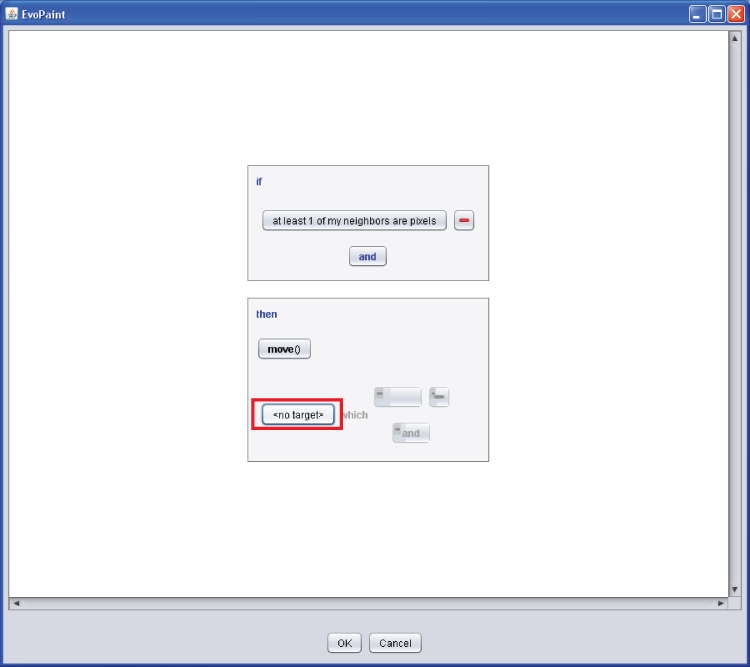 EvoPaint
if
at least 1 of my neighbors are pixels
and
then
move()
<no target> which
and
OK Cancel